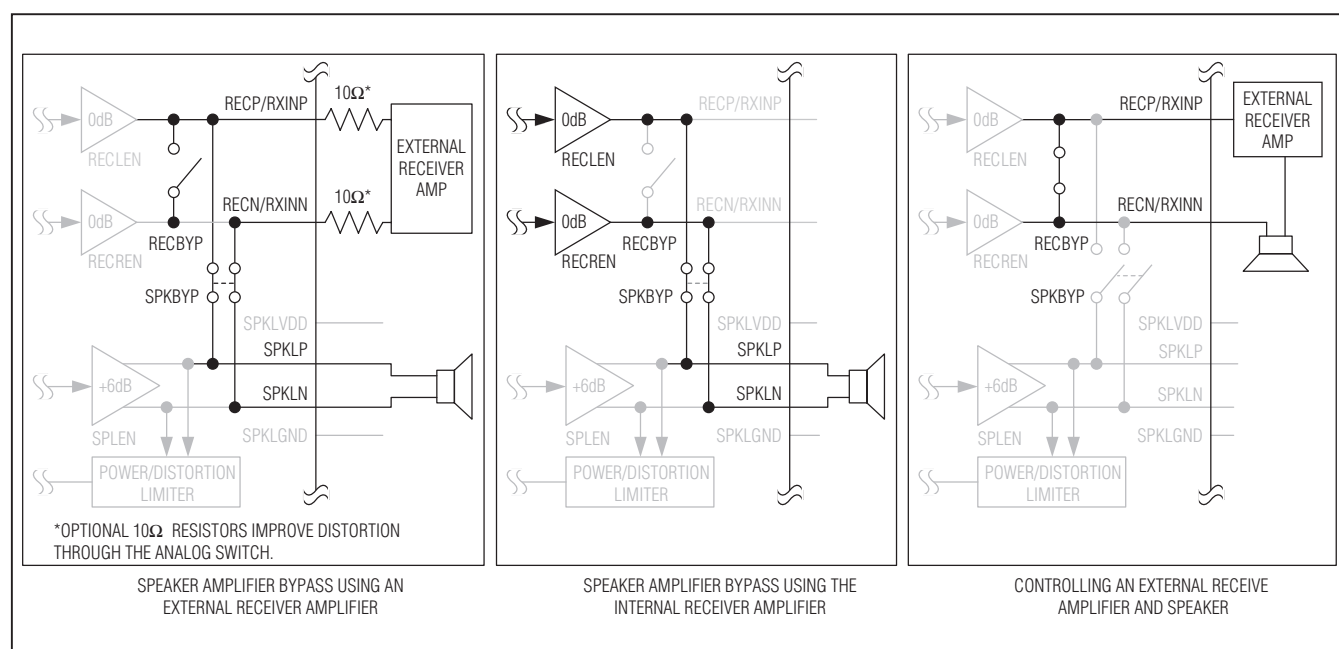 10Ω*
RECP/RXINP
0dB
RECLEN
EXTERNAL
RECEIVER
AMP
10Ω*
RECN/RXINN
0dB
RECREN
RECBYP
SPKBYP
SPKLVDD
SPKLP
+6dB
SPKLN
SPLEN
SPKLGND
POWER/DISTORTION
LIMITER
*OPTIONAL 10Ω RESISTORS IMPROVE DISTORTION
THROUGH THE ANALOG SWITCH.
SPEAKER AMPLIFIER BYPASS USING AN
EXTERNAL RECEIVER AMPLIFIER
RECP/RXINP
0dB
RECLEN
RECN/RXINN
0dB
RECREN
RECBYP
SPKBYP
SPKLVDD
SPKLP
+6dB
SPKLN
SPLEN
SPKLGND
POWER/DISTORTION
LIMITER
SPEAKER AMPLIFIER BYPASS USING THE
INTERNAL RECEIVER AMPLIFIER
RECP/RXINP
EXTERNAL
RECEIVER
AMP
0dB
RECLEN
RECN/RXINN
0dB
RECREN
RECBYP
SPKBYP
SPKLVDD
SPKLP
+6dB
SPKLN
SPLEN
SPKLGND
POWER/DISTORTION
LIMITER
CONTROLLING AN EXTERNAL RECEIVE
AMPLIFIER AND SPEAKER